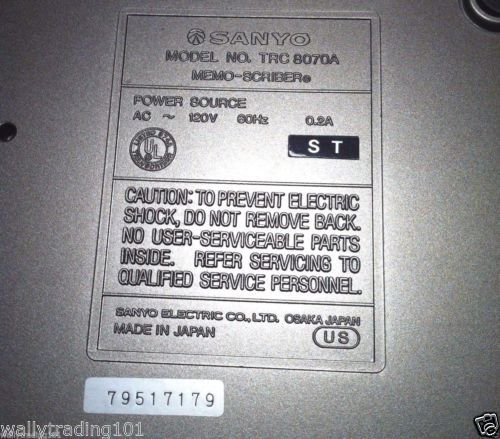 SANYO
MODEL NO. TRC 8070A
MEMO-SCRIBER®
POWER SOURCE
AC ~ 120V 60Hz 0.2A
UL
S T
CAUTION: TO PREVENT ELECTRIC
SHOCK, DO NOT REMOVE BACK.
NO USER-SERVICEABLE PARTS
INSIDE. REFER SERVICING TO
QUALIFIED SERVICE PERSONNEL.
SANYO ELECTRIC CO., LTD. OSAKA JAPAN
MADE IN JAPAN
US
79517179
wallytrading101